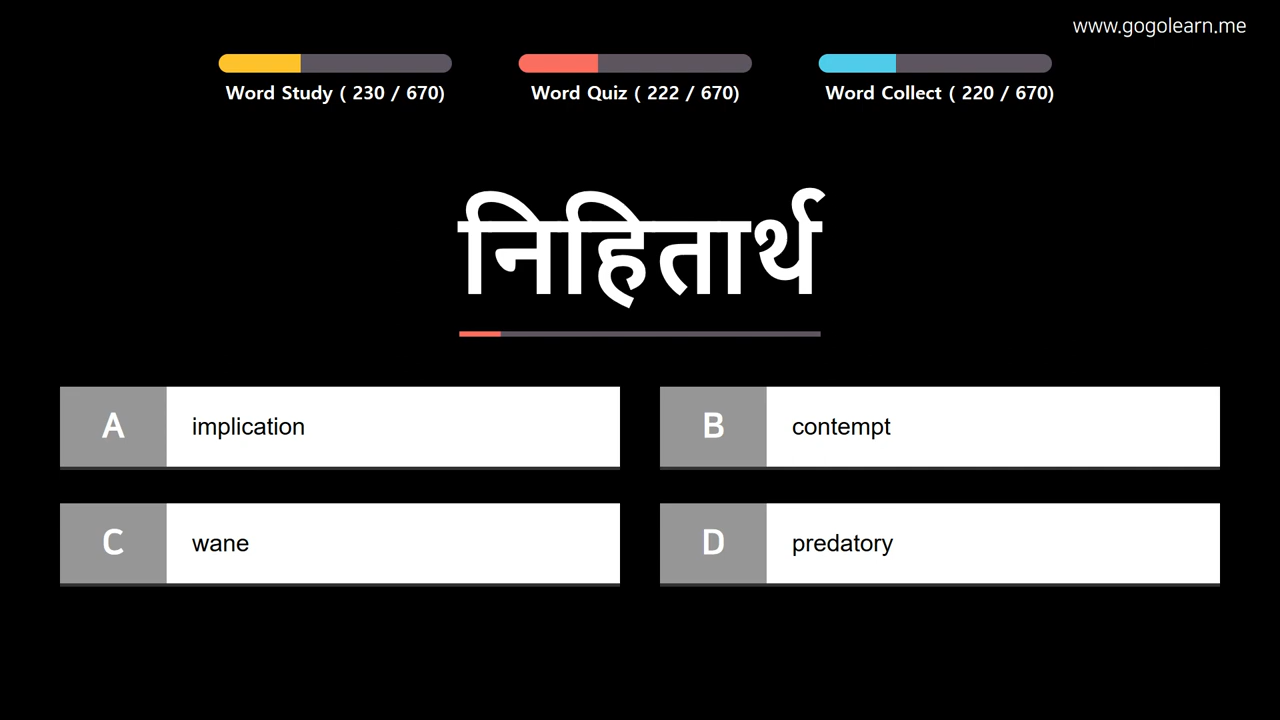 www.gogolearn.me
Word Study ( 230 / 670)
Word Quiz ( 222 / 670)
Word Collect ( 220 / 670)
निहितार्थ
A implication
B contempt
C wane
D predatory